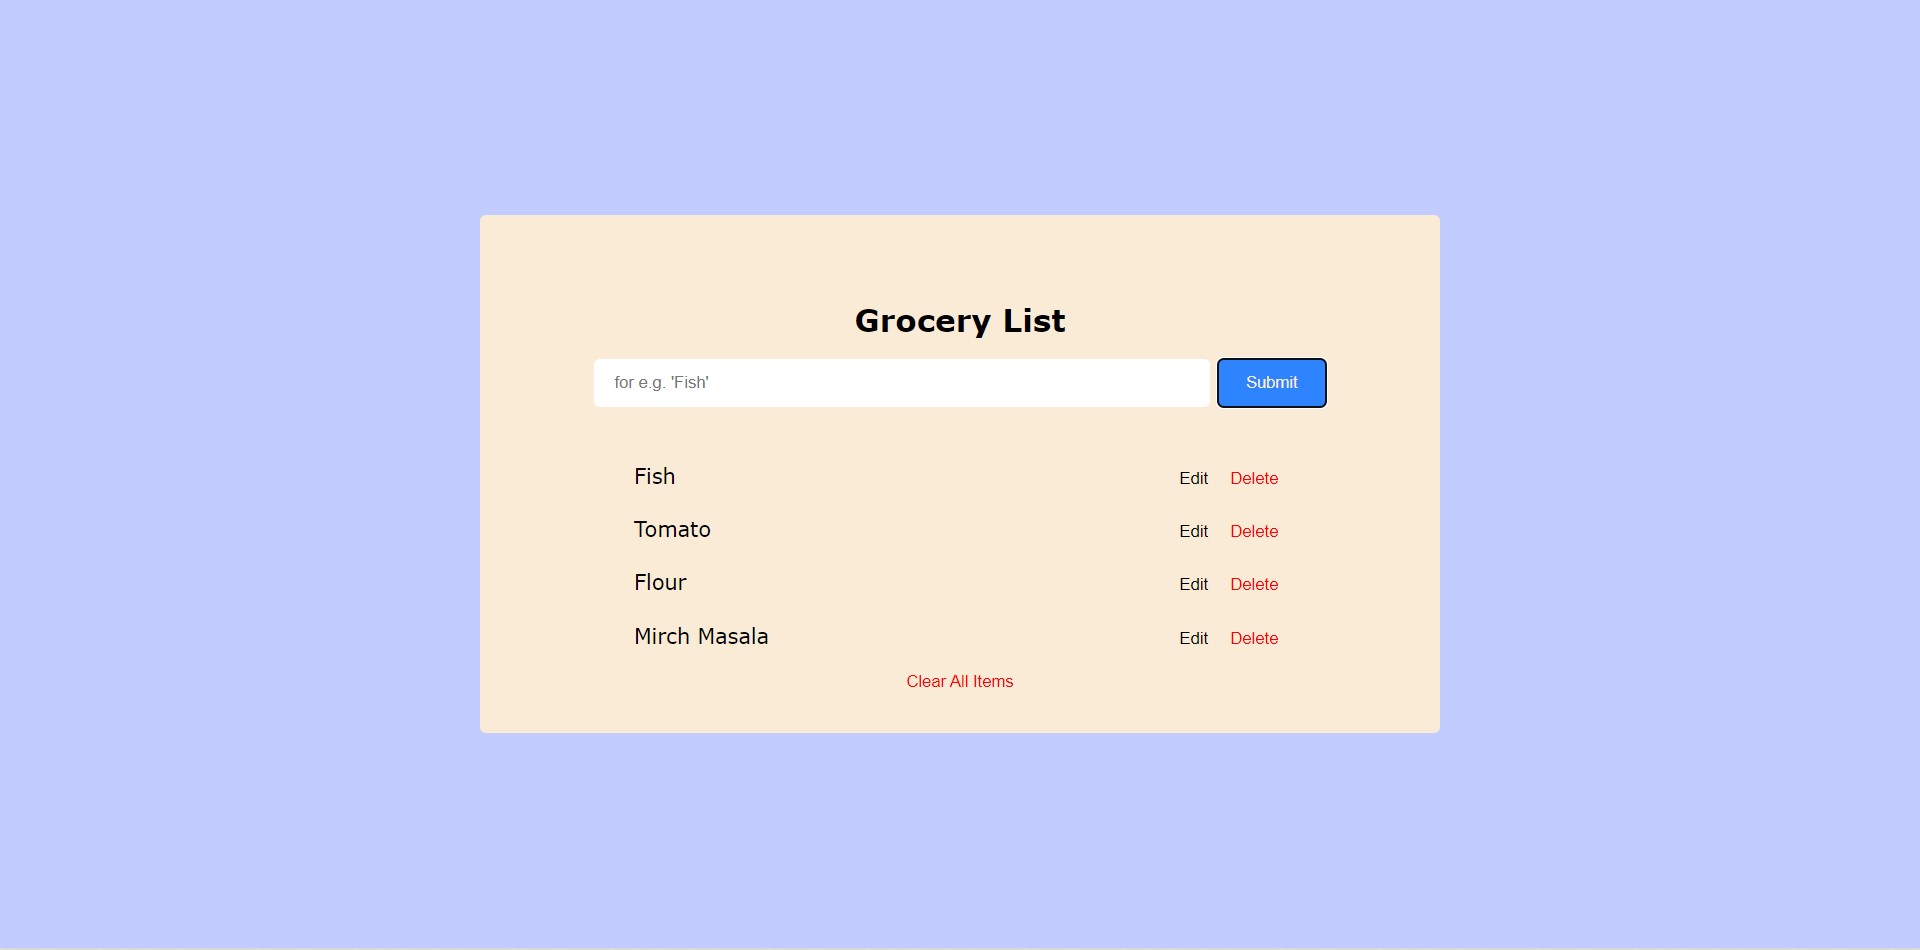 Grocery List
for e.g. 'Fish' Submit
Fish Edit Delete
Tomato Edit Delete
Flour Edit Delete
Mirch Masala Edit Delete
Clear All Items